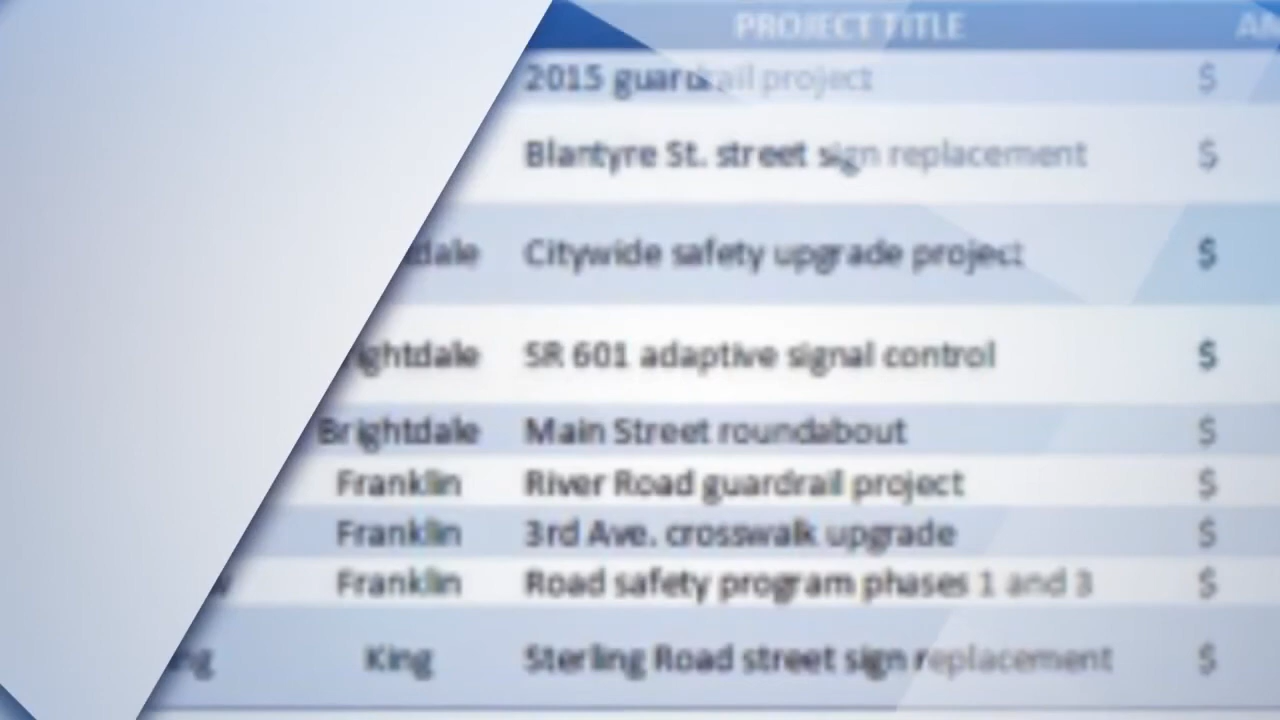 PROJECT TITLE
2015 guardrail project $
Blantyre St. street sign replacement $
dale Citywide safety upgrade project $
ightdale SR 601 adaptive signal control $
Brightdale Main Street roundabout $
Franklin River Road guardrail project $
Franklin 3rd Ave. crosswalk upgrade $
Franklin Road safety program phases 1 and 3 $
King Sterling Road street sign replacement $